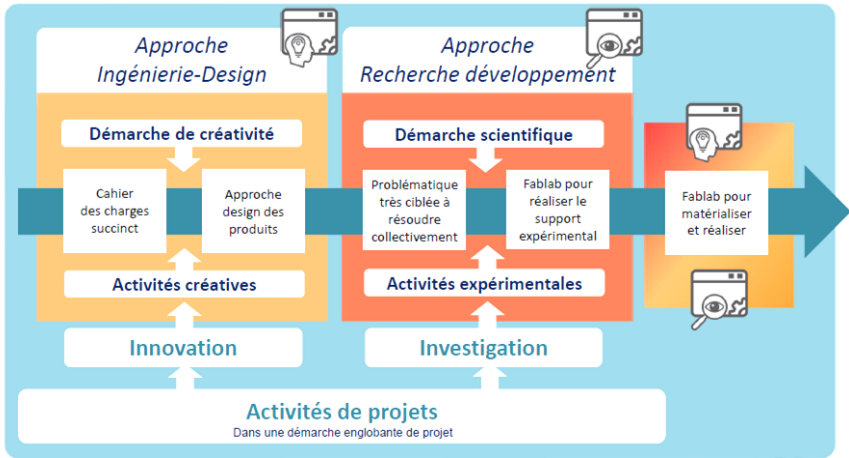 Approche
Ingénierie-Design
Approche
Recherche développement
Démarche de créativité
Démarche scientifique
Cahier
des charges
succinct
Approche
design des
produits
Problématique
très ciblée à
résoudre
collectivement
Fablab pour
réaliser le
support
expérimental
Fablab pour
matérialiser
et réaliser
Activités créatives
Activités expérimentales
Innovation
Investigation
Activités de projets
Dans une démarche englobante de projet